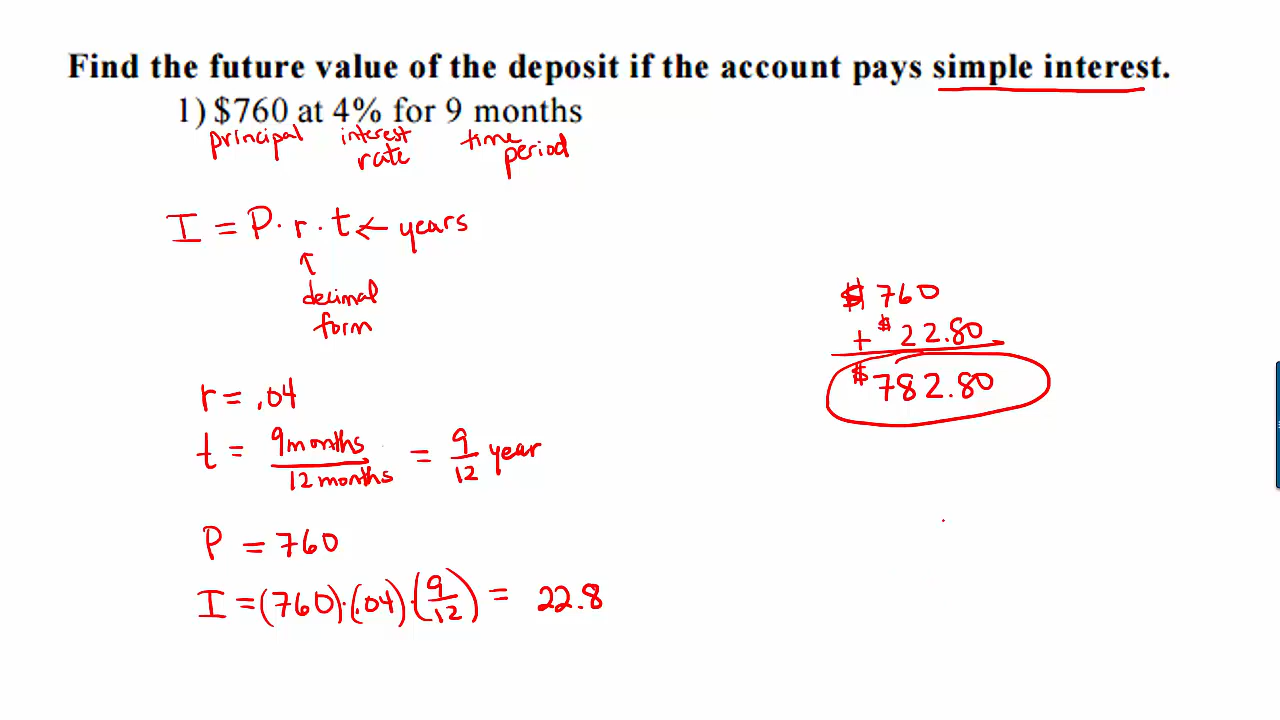 Find the future value of the deposit if the account pays simple interest.
1) $760 at 4% for 9 months
principal interest rate time period
I = P · r · t ← years
↑
decimal
form
r = .04
t = 9 months / 12 months = 9/12 year
P = 760
I = (760) · (.04) · (9/12) = 22.8
$760
+ $22.80
$782.80